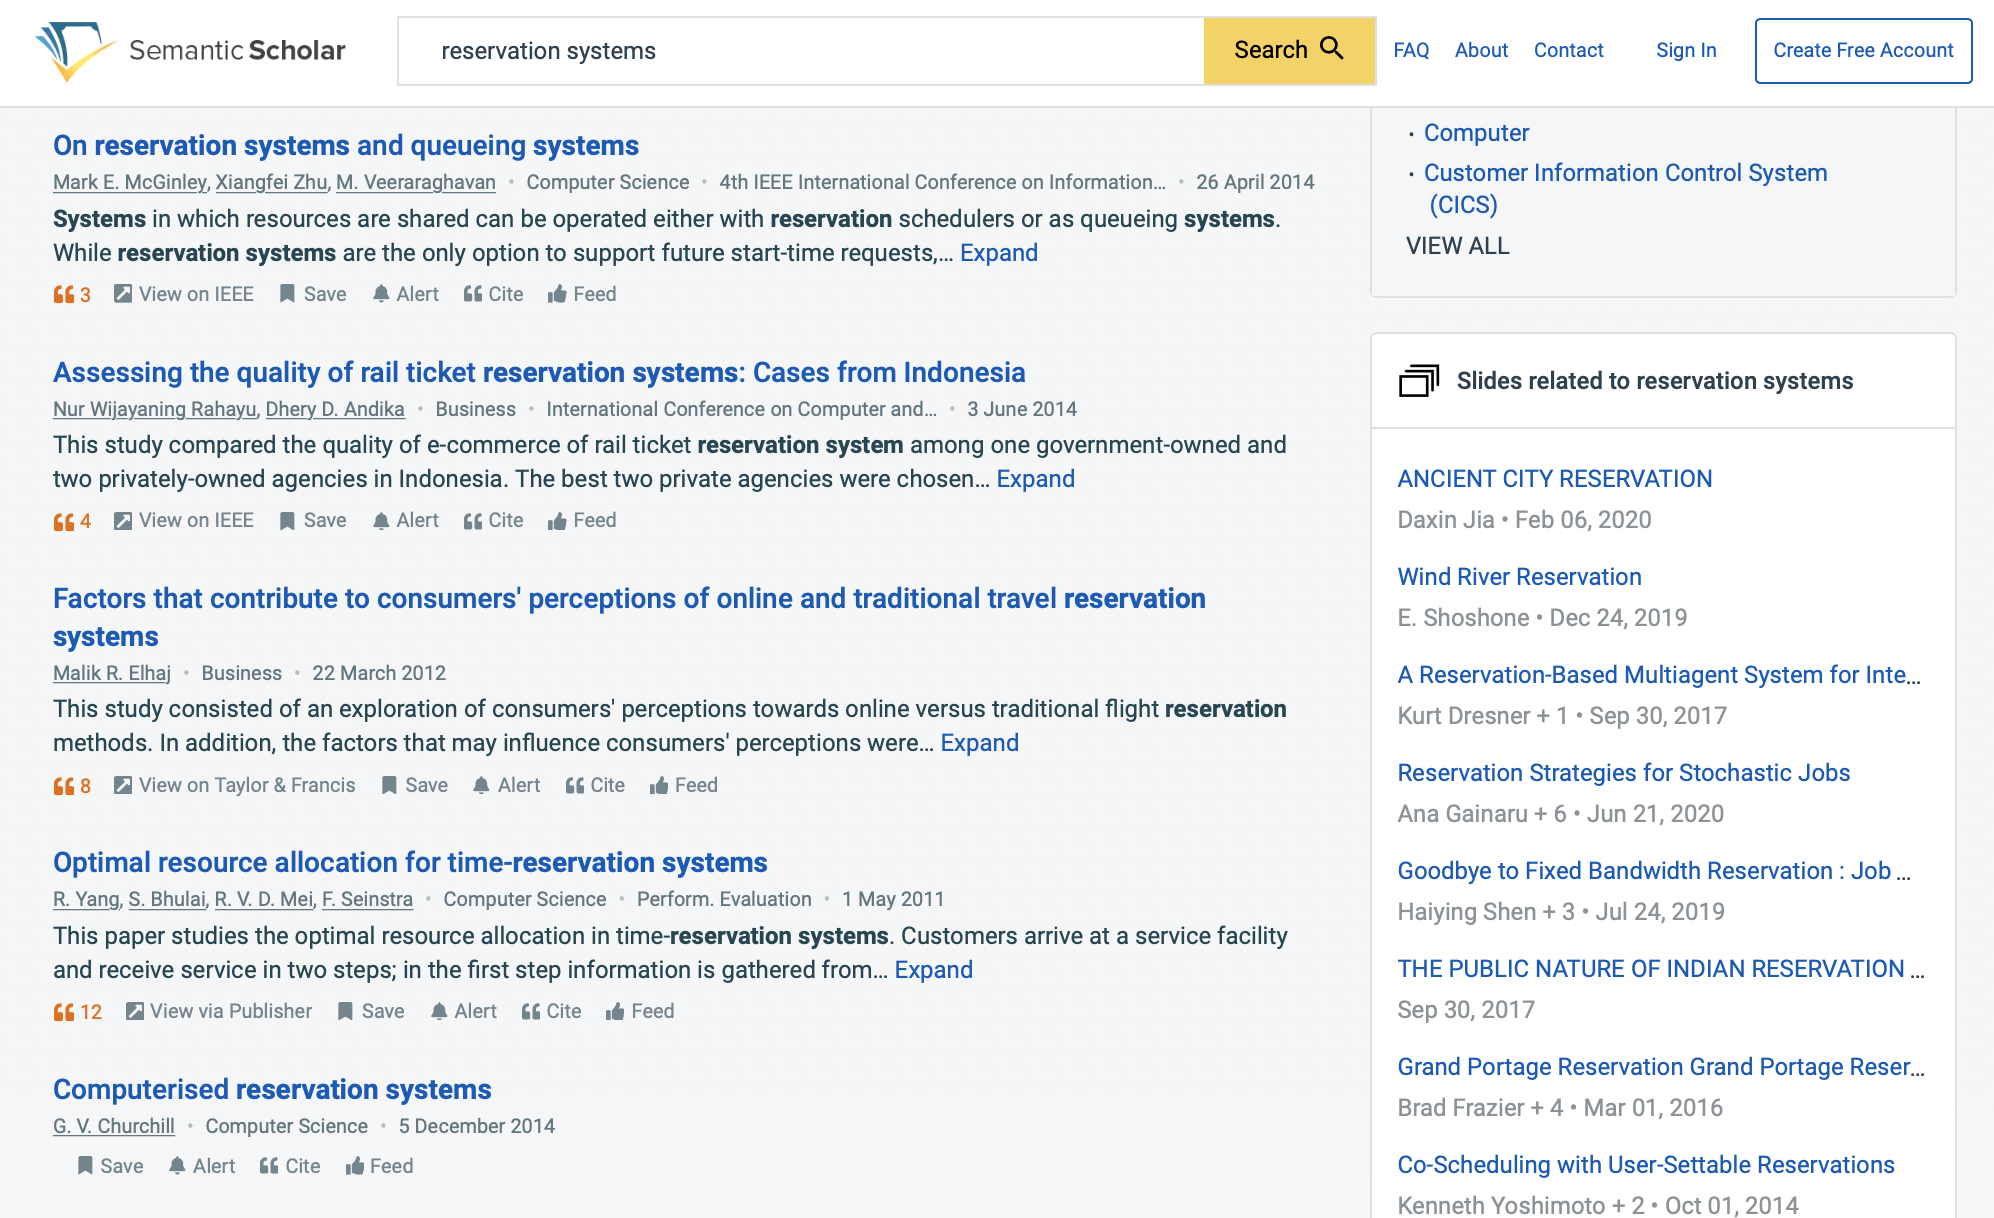 Semantic Scholar
reservation systems
Search
FAQ About Contact Sign In Create Free Account
On reservation systems and queueing systems
Mark E. McGinley, Xiangfei Zhu, M. Veeraraghavan • Computer Science • 4th IEEE International Conference on Information... • 26 April 2014
Systems in which resources are shared can be operated either with reservation schedulers or as queueing systems.
While reservation systems are the only option to support future start-time requests,... Expand
3 View on IEEE Save Alert Cite Feed
Assessing the quality of rail ticket reservation systems: Cases from Indonesia
Nur Wijayaning Rahayu, Dhery D. Andika • Business • International Conference on Computer and... • 3 June 2014
This study compared the quality of e-commerce of rail ticket reservation system among one government-owned and
two privately-owned agencies in Indonesia. The best two private agencies were chosen... Expand
4 View on IEEE Save Alert Cite Feed
Factors that contribute to consumers' perceptions of online and traditional travel reservation
systems
Malik R. Elhaj • Business • 22 March 2012
This study consisted of an exploration of consumers' perceptions towards online versus traditional flight reservation
methods. In addition, the factors that may influence consumers' perceptions were... Expand
8 View on Taylor & Francis Save Alert Cite Feed
Optimal resource allocation for time-reservation systems
R. Yang, S. Bhulai, R. V. D. Mei, F. Seinstra • Computer Science • Perform. Evaluation • 1 May 2011
This paper studies the optimal resource allocation in time-reservation systems. Customers arrive at a service facility
and receive service in two steps; in the first step information is gathered from... Expand
12 View via Publisher Save Alert Cite Feed
Computerised reservation systems
G. V. Churchill • Computer Science • 5 December 2014
Save Alert Cite Feed
• Computer
• Customer Information Control System
(CICS)
VIEW ALL
Slides related to reservation systems
ANCIENT CITY RESERVATION
Daxin Jia • Feb 06, 2020
Wind River Reservation
E. Shoshone • Dec 24, 2019
A Reservation-Based Multiagent System for Inte...
Kurt Dresner + 1 • Sep 30, 2017
Reservation Strategies for Stochastic Jobs
Ana Gainaru + 6 • Jun 21, 2020
Goodbye to Fixed Bandwidth Reservation : Job ...
Haiying Shen + 3 • Jul 24, 2019
THE PUBLIC NATURE OF INDIAN RESERVATION ...
Sep 30, 2017
Grand Portage Reservation Grand Portage Reser...
Brad Frazier + 4 • Mar 01, 2016
Co-Scheduling with User-Settable Reservations
Kenneth Yoshimoto + 2 • Oct 01, 2014